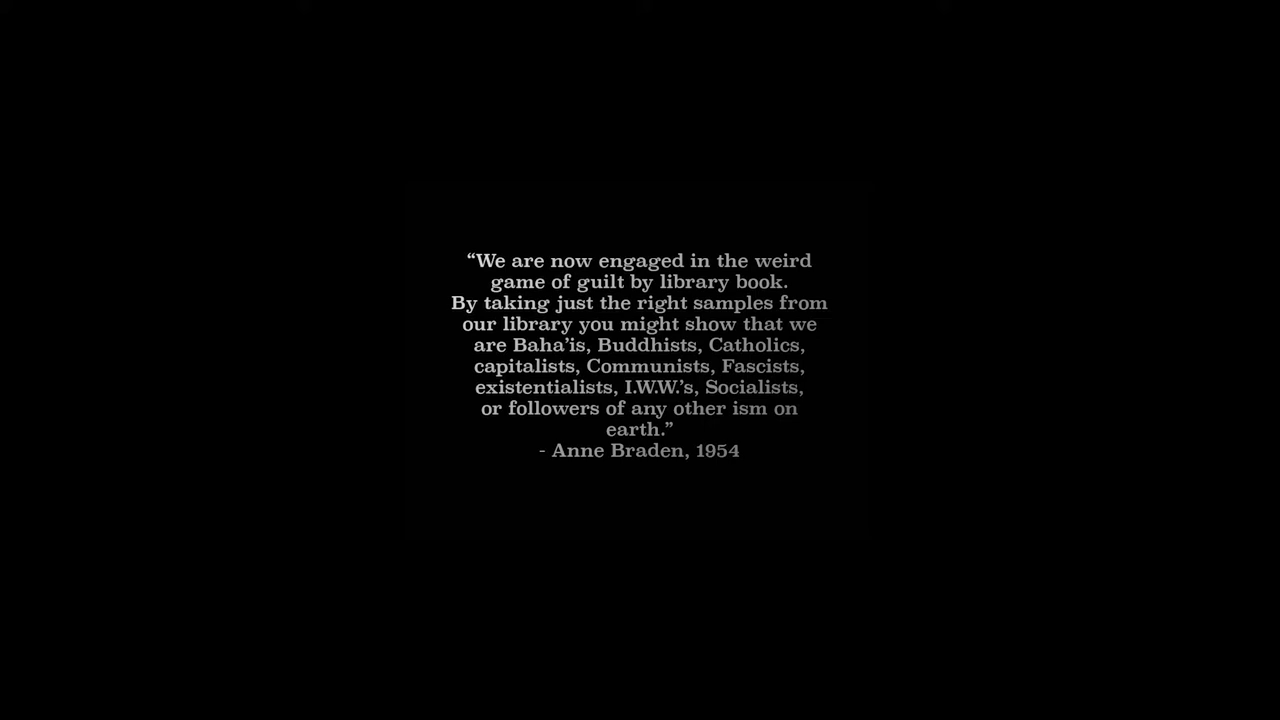 “We are now engaged in the weird
game of guilt by library book.
By taking just the right samples from
our library you might show that we
are Baha’is, Buddhists, Catholics,
capitalists, Communists, Fascists,
existentialists, I.W.W.’s, Socialists,
or followers of any other ism on
earth.”
- Anne Braden, 1954